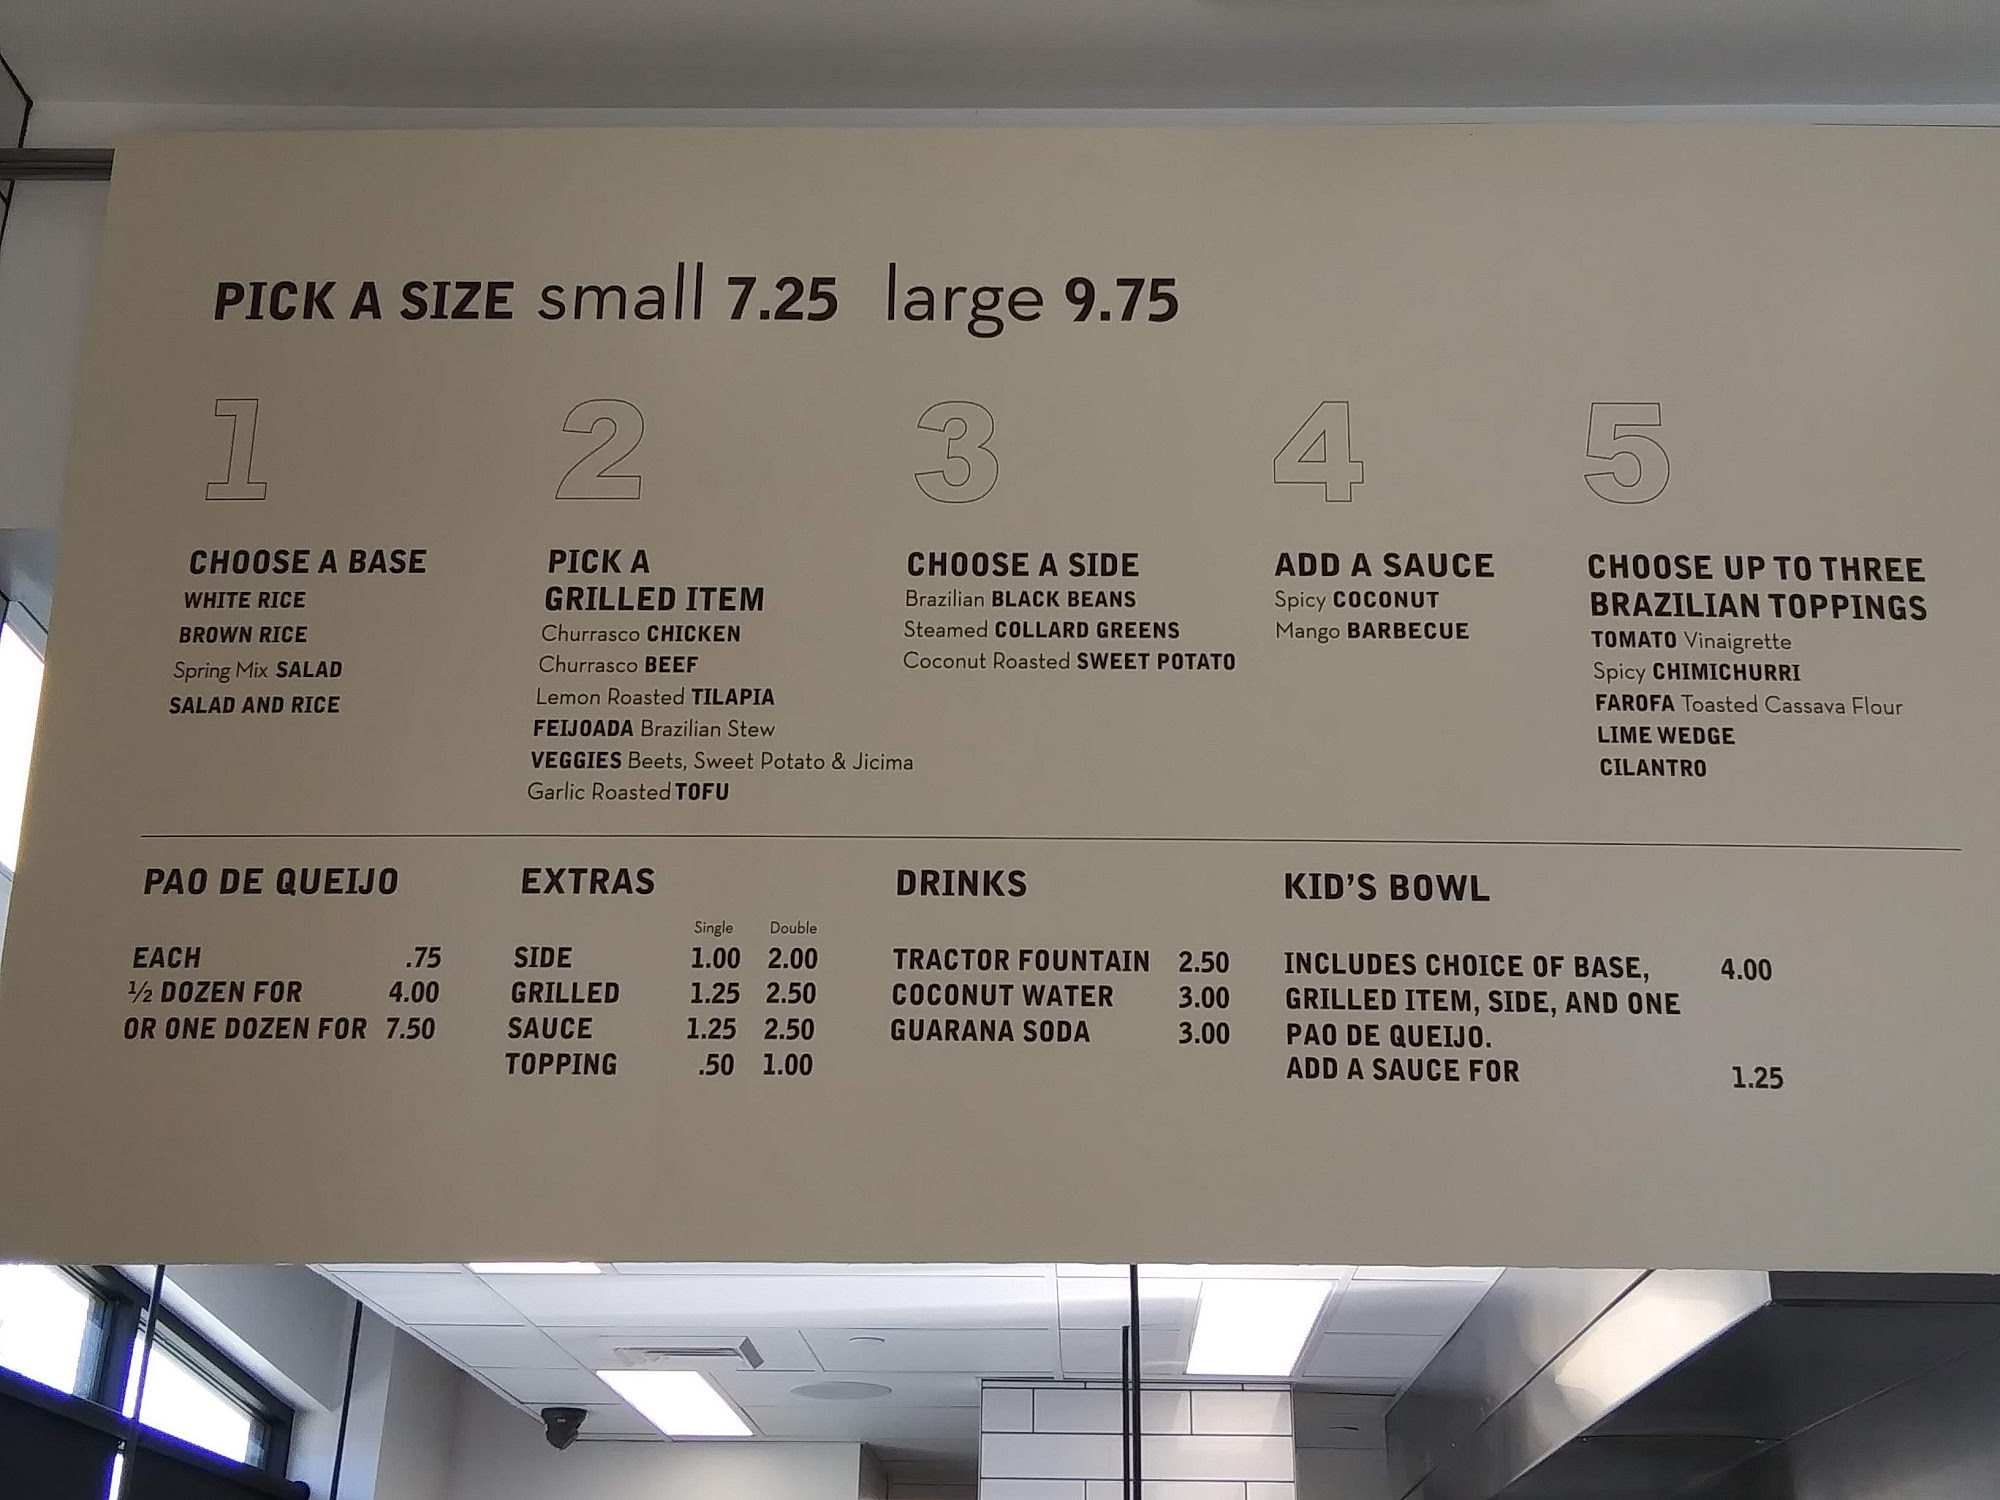 PICK A SIZE small 7.25 large 9.75
1
CHOOSE A BASE
WHITE RICE
BROWN RICE
Spring Mix SALAD
SALAD AND RICE
2
PICK A
GRILLED ITEM
Churrasco CHICKEN
Churrasco BEEF
Lemon Roasted TILAPIA
FEIJOADA Brazilian Stew
VEGGIES Beets, Sweet Potato & Jicima
Garlic Roasted TOFU
3
CHOOSE A SIDE
Brazilian BLACK BEANS
Steamed COLLARD GREENS
Coconut Roasted SWEET POTATO
4
ADD A SAUCE
Spicy COCONUT
Mango BARBECUE
5
CHOOSE UP TO THREE
BRAZILIAN TOPPINGS
TOMATO Vinaigrette
Spicy CHIMICHURRI
FAROFA Toasted Cassava Flour
LIME WEDGE
CILANTRO
PAO DE QUEIJO
EACH .75
½ DOZEN FOR 4.00
OR ONE DOZEN FOR 7.50
EXTRAS
Single Double
SIDE 1.00 2.00
GRILLED 1.25 2.50
SAUCE 1.25 2.50
TOPPING .50 1.00
DRINKS
TRACTOR FOUNTAIN 2.50
COCONUT WATER 3.00
GUARANA SODA 3.00
KID'S BOWL
INCLUDES CHOICE OF BASE, 4.00
GRILLED ITEM, SIDE, AND ONE
PAO DE QUEIJO.
ADD A SAUCE FOR 1.25